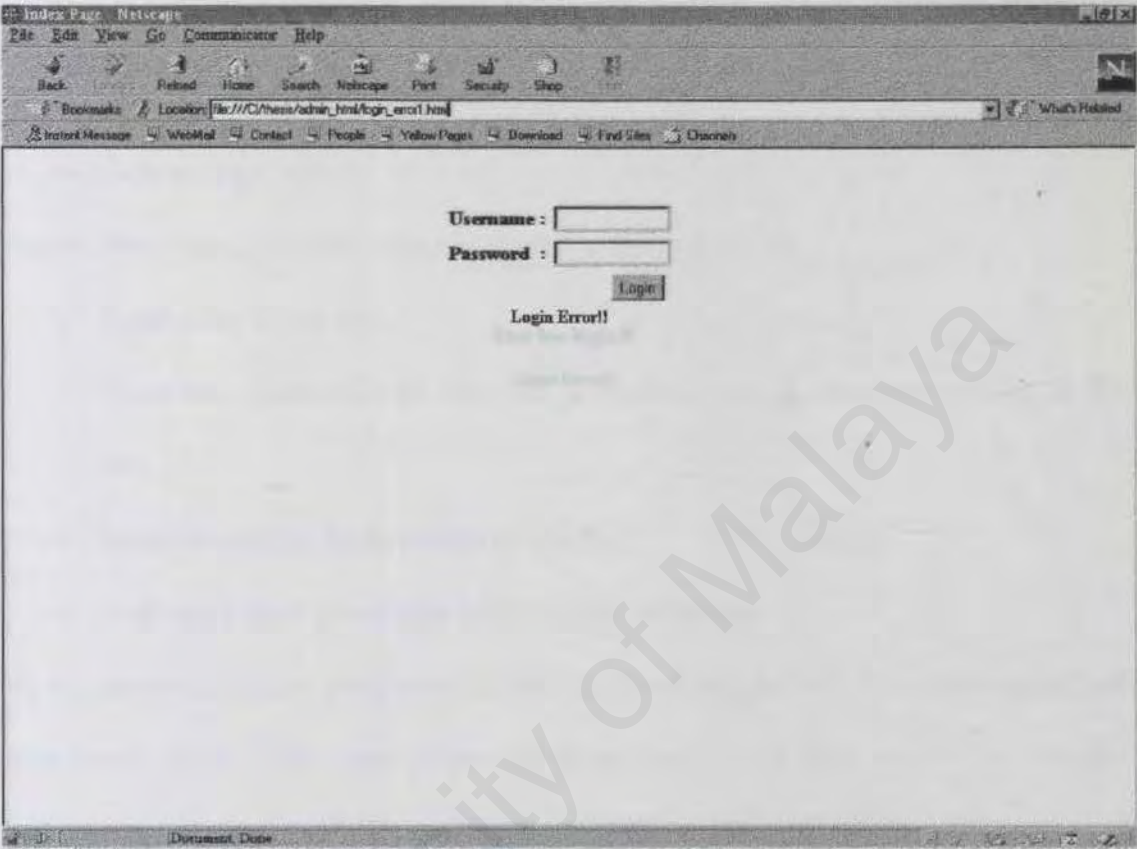 Index Page - Netscape
File Edit View Go Communicator Help
Back Reload Home Search Netscape Print Security Shop
Bookmarks Location: file:///C|/thesis/admin_html/login_error1.html What's Related
Instant Message WebMail Contact People Yellow Pages Download Find Sites Channels
Username :
Password :
Login
Login Error!!
Document: Done
ity of Malaya